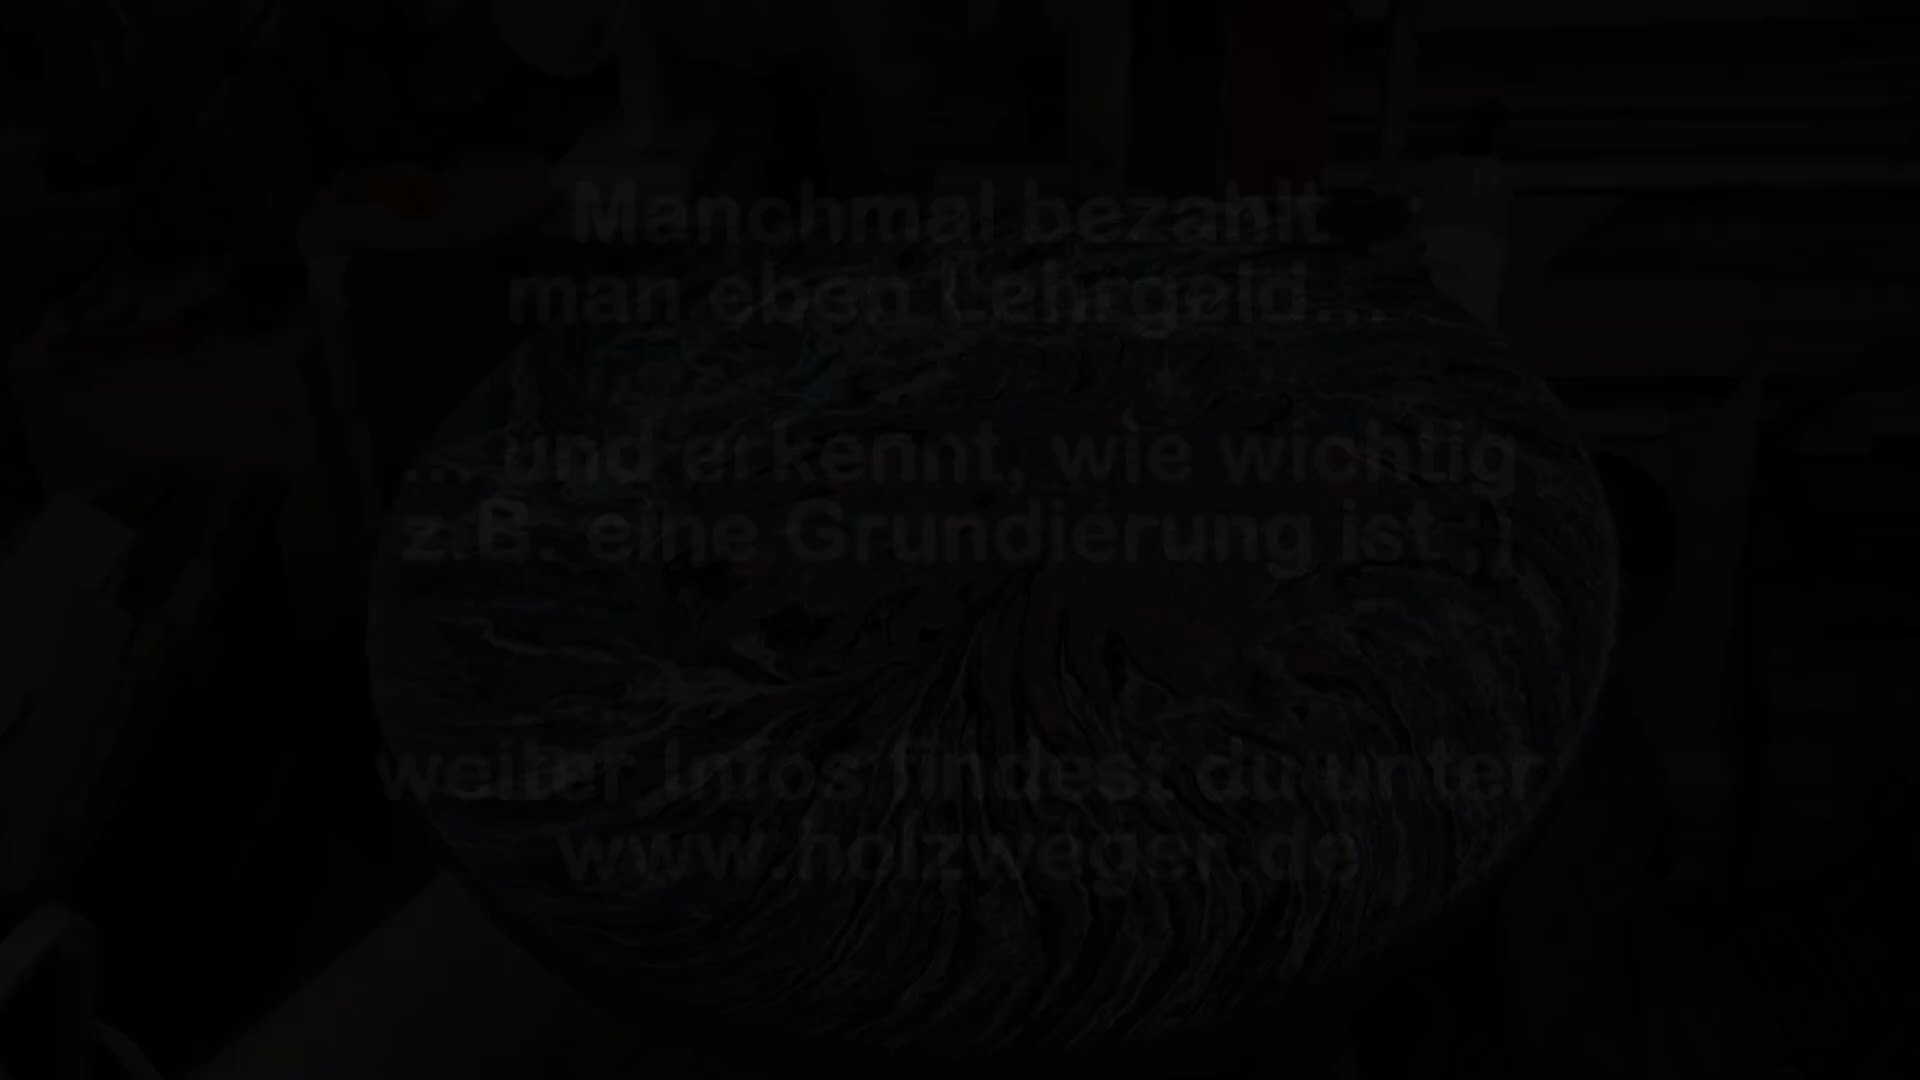 Manchmal bezahlt
man eben Lehrgeld...
... und erkennt, wie wichtig
z.B. eine Grundierung ist ;)
weiter Infos findest du unter
www.holzweger.de